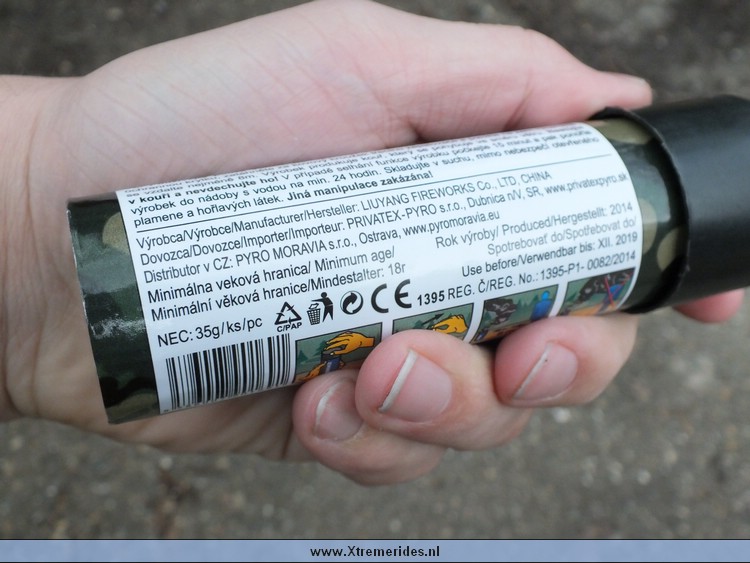 v kouři a nevdechujte ho! V případě selhání funkce výrobku počkejte 15 minut a pak ponořte
výrobek do nádoby s vodou na min. 24 hodin. Skladujte v suchu, mimo nebezpečí otevřeného
plamene a hořlavých látek. Jiná manipulace zakázána!
Výrobca/Výrobce/Manufacturer/Hersteller: LIUYANG FIREWORKS Co., LTD, CHINA
Dovozca/Dovozce/Importer/Importeur: PRIVATEX-PYRO s.r.o., Dubnica n/V, SR, www.privatexpyro.sk
Distributor v CZ: PYRO MORAVIA s.r.o., Ostrava, www.pyromoravia.eu
Minimálna veková hranica/ Minimum age/
Minimální věková hranice/Mindestalter: 18r
Rok výroby/ Produced/Hergestellt: 2014
Spotrebovať do/Spotřebovat do/
Use before/Verwendbar bis: XII. 2019
NEC: 35g/ks/pc
C/PAP
CE
1395 REG. Č/REG. No.: 1395-P1- 0082/2014
www.Xtremerides.nl